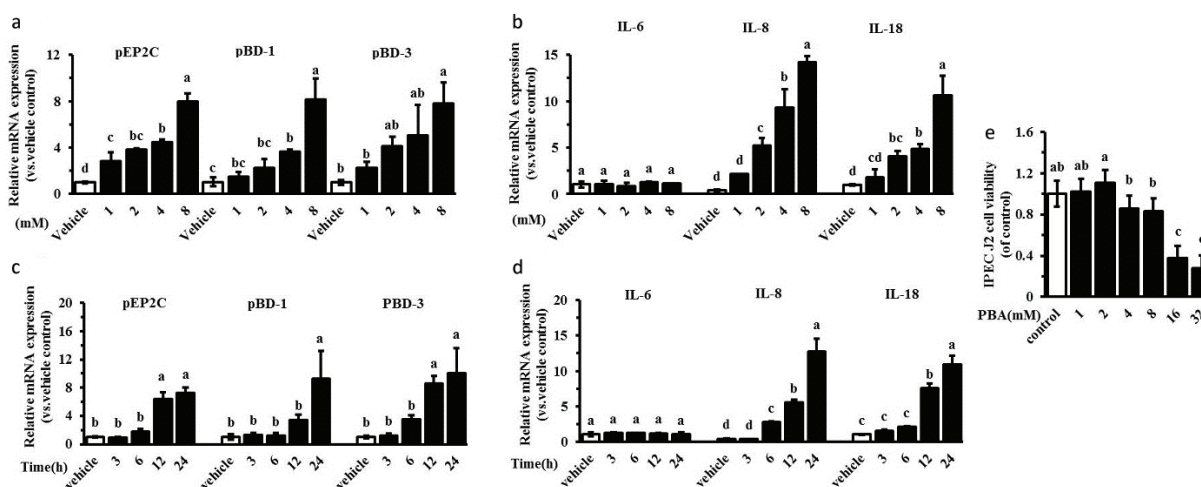 a
Relative mRNA expression
(vs.vehicle control)
12
8
4
0
pEP2C pBD-1 pBD-3
d c bc b a c bc bc b a b b ab ab a
(mM) Vehicle 1 2 4 8 Vehicle 1 2 4 8 Vehicle 1 2 4 8
b
Relative mRNA expression
(vs.vehicle control)
15
10
5
0
IL-6 IL-8 IL-18
a a a a a d c b a d cd bc b a
(mM) Vehicle 1 2 4 8 Vehicle 1 2 4 8 Vehicle 1 2 4 8
c
Relative mRNA expression
(vs.vehicle control)
20
16
12
8
4
0
pEP2C pBD-1 PBD-3
b b b a a b b b b a b b b a a
Time(h) vehicle 3 6 12 24 vehicle 3 6 12 24 vehicle 3 6 12 24
d
Relative mRNA expression
(vs.vehicle control)
20
15
10
5
0
IL-6 IL-8 IL-18
a a a a a d d c b a c c c b a
Time(h) vehicle 3 6 12 24 vehicle 3 6 12 24 vehicle 3 6 12 24
e
IPEC J2 cell viability
(of control)
1.6
1.2
0.8
0.4
0
ab ab a b b c
PBA(mM) control 1 2 4 8 16 32